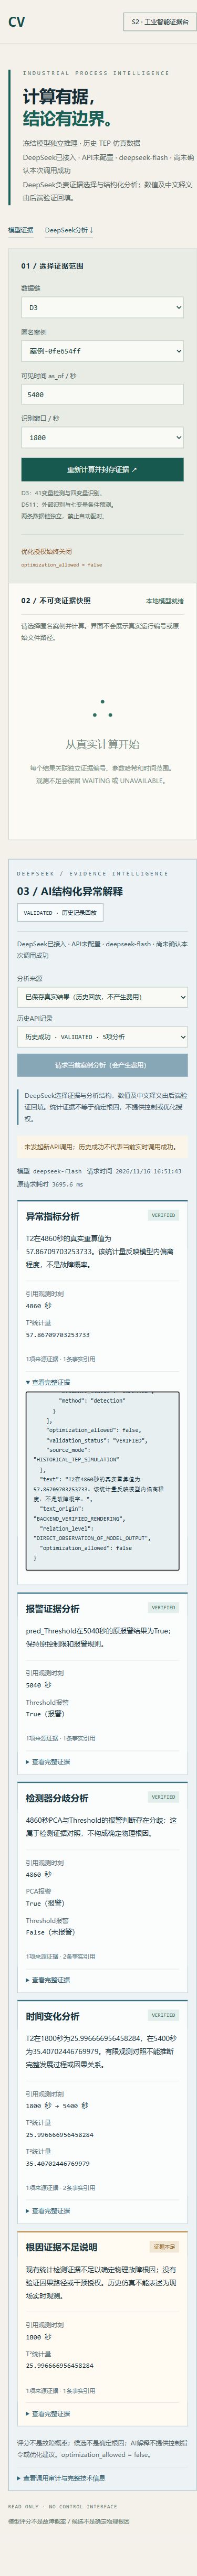 CV
S2 · 工业智能证据台
INDUSTRIAL PROCESS INTELLIGENCE
计算有据，
结论有边界。
冻结模型独立推理 · 历史 TEP 仿真数据
DeepSeek已接入 · API未配置 · deepseek-flash · 尚未确
认本次调用成功
DeepSeek负责证据选择与结构化分析；数值及中文释义
由后端验证回填。
模型证据
DeepSeek分析 ↓
01 / 选择证据范围
数据链
D3
匿名案例
案例-0fe654ff
可见时间 as_of / 秒
5400
识别窗口 / 秒
1800
重新计算并封存证据 ↗
D3：41变量检测与四变量识别。
D511：外部识别与七变量条件预测。
两条数据链独立，禁止自动配对。
优化授权始终关闭
optimization_allowed = false
02 / 不可变证据快照
本地模型就绪
请选择匿名案例并计算。界面不会展示真实运行编号或原
始文件路径。
从真实计算开始
每个结果关联独立证据编号、参数哈希和时间范围。
观测不足会保留 WAITING 或 UNAVAILABLE。
DEEPSEEK / EVIDENCE INTELLIGENCE
03 / AI结构化异常解释
VALIDATED · 历史记录回放
DeepSeek已接入 · API未配置 · deepseek-flash · 尚未确认本
次调用成功
分析来源
已保存真实结果（历史回放，不产生费用）
历史API记录
历史成功 · VALIDATED · 5项分析
请求当前案例分析（会产生费用）
DeepSeek选择证据与分析结构，数值及中文释义由后端验
证回填。统计证据不等于确定根因，不提供控制或优化授
权。
未发起新API调用；历史成功不代表当前实时调用成功。
模型 deepseek-flash 请求时间 2026/11/16 16:51:43
原请求耗时 3695.6 ms
异常指标分析
VERIFIED
T2在4860秒的真实重算值为
57.86709703253733。该统计量反映模型内偏离
程度，不是故障概率。
引用观测时刻
4860 秒
T²统计量
57.86709703253733
1项来源证据 · 1条事实引用
▼ 查看完整证据
"method": "detection"
}
],
"optimization_allowed": false,
"validation_status": "VERIFIED",
"source_mode":
"HISTORICAL_TEP_SIMULATION"
},
"text": "T2在4860秒的真实重算值为
57.86709703253733。该统计量反映模型内偏离程
度，不是故障概率。",
"text_origin":
"BACKEND_VERIFIED_RENDERING",
"relation_level":
"DIRECT_OBSERVATION_OF_MODEL_OUTPUT",
"optimization_allowed": false
}
报警证据分析
VERIFIED
pred_Threshold在5040秒的原报警结果为True；
保持原控制限和报警规则。
引用观测时刻
5040 秒
Threshold报警
True（报警）
1项来源证据 · 1条事实引用
▶ 查看完整证据
检测器分歧分析
VERIFIED
4860秒PCA与Threshold的报警判断存在分歧；这
属于检测证据对照，不构成确定物理根因。
引用观测时刻
4860 秒
PCA报警
True（报警）
Threshold报警
False（未报警）
1项来源证据 · 2条事实引用
▶ 查看完整证据
时间变化分析
VERIFIED
T2在1800秒为25.996666956458284，在5400秒
为35.40702446769979。有限观测对照不能推断
完整发展过程或因果关系。
引用观测时刻
1800 秒 → 5400 秒
T²统计量
25.996666956458284
T²统计量
35.40702446769979
1项来源证据 · 2条事实引用
▶ 查看完整证据
根因证据不足说明
证据不足
现有统计检测证据不足以确定物理故障根因；没有
验证因果路径或干预授权。历史仿真不能表述为现
场实时观测。
引用观测时刻
1800 秒
T²统计量
25.996666956458284
1项来源证据 · 1条事实引用
▶ 查看完整证据
评分不是故障概率；候选不是确定根因；AI解释不提供控制指
令或优化建议。optimization_allowed = false。
▶ 查看调用审计与完整技术信息
READ ONLY · NO CONTROL INTERFACE
模型评分不是故障概率 / 候选不是确定物理根因